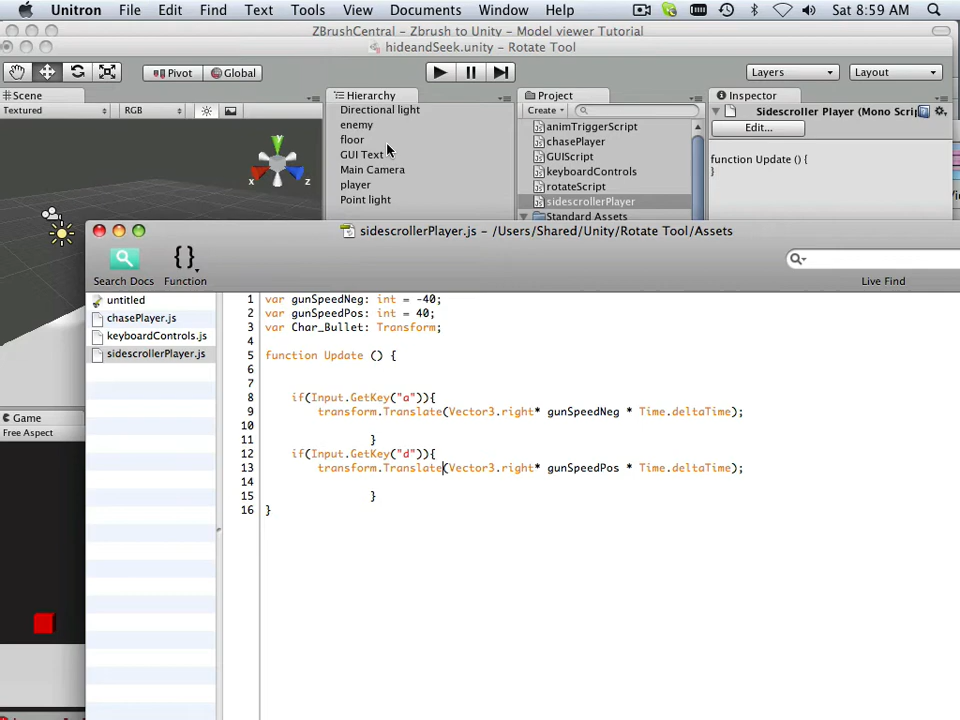 Unitron File Edit Find Text Tools View Documents Window Help Sat 8:59 AM
ZBrushCentral - Zbrush to Unity - Model viewer Tutorial
hideandSeek.unity - Rotate Tool
Pivot Global Layers Layout
Scene Hierarchy Project Inspector
Textured RGB
Create
Directional light
enemy
floor
GUI Text
Main Camera
player
Point light
animTriggerScript
chasePlayer
GUIScript
keyboardControls
rotateScript
sidescrollerPlayer
Standard Assets
Sidescroller Player (Mono Scri
Edit...
function Update () {
}
y
x z
sidescrollerPlayer.js - /Users/Shared/Unity/Rotate Tool/Assets
{}
Search Docs Function Live Find
untitled
chasePlayer.js
keyboardControls.js
sidescrollerPlayer.js
1 var gunSpeedNeg: int = -40;
2 var gunSpeedPos: int = 40;
3 var Char_Bullet: Transform;
4
5 function Update () {
6
7
8 if(Input.GetKey("a")){
9 transform.Translate(Vector3.right* gunSpeedNeg * Time.deltaTime);
10
11 }
12 if(Input.GetKey("d")){
13 transform.Translate(Vector3.right* gunSpeedPos * Time.deltaTime);
14
15 }
16 }
Game
Free Aspect